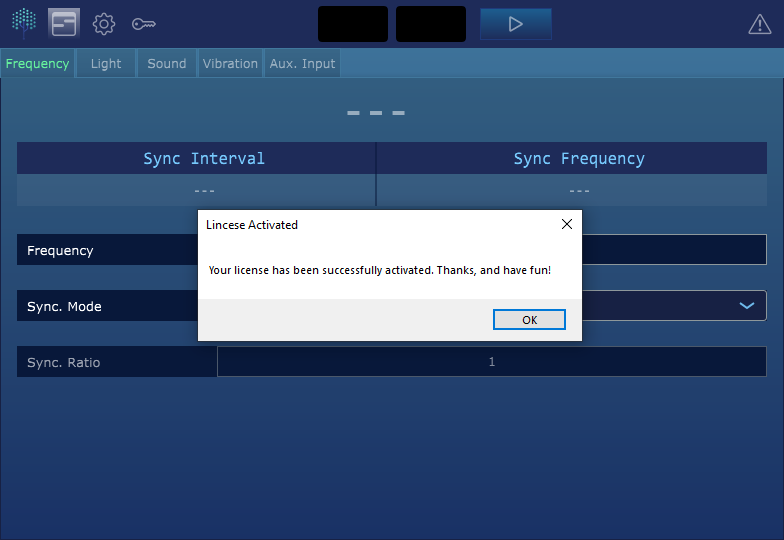 Frequency Light Sound Vibration Aux. Input
---
Sync Interval Sync Frequency
--- ---
Lincese Activated
Frequency
Your license has been successfully activated. Thanks, and have fun!
Sync. Mode
OK
Sync. Ratio 1